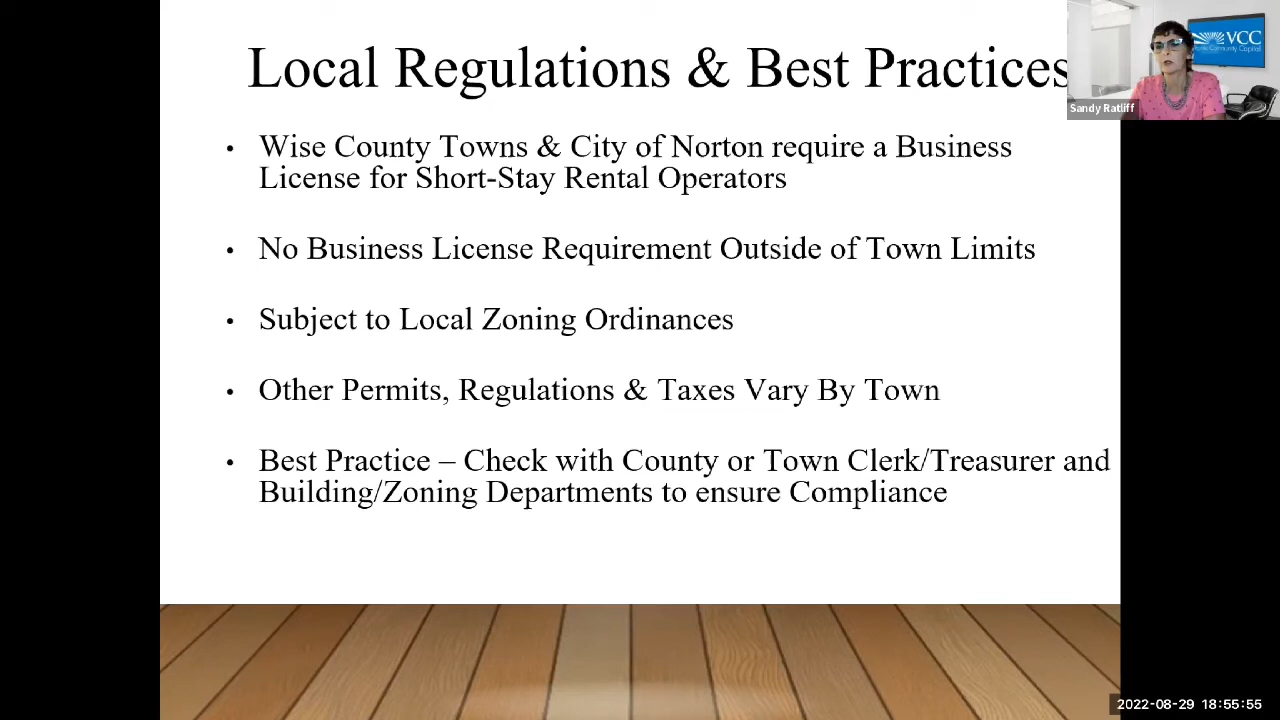 Local Regulations & Best Practices
VCC
Community Capital
Sandy Ratliff
• Wise County Towns & City of Norton require a Business
License for Short-Stay Rental Operators
• No Business License Requirement Outside of Town Limits
• Subject to Local Zoning Ordinances
• Other Permits, Regulations & Taxes Vary By Town
• Best Practice – Check with County or Town Clerk/Treasurer and
Building/Zoning Departments to ensure Compliance
2022-08-29 18:55:55